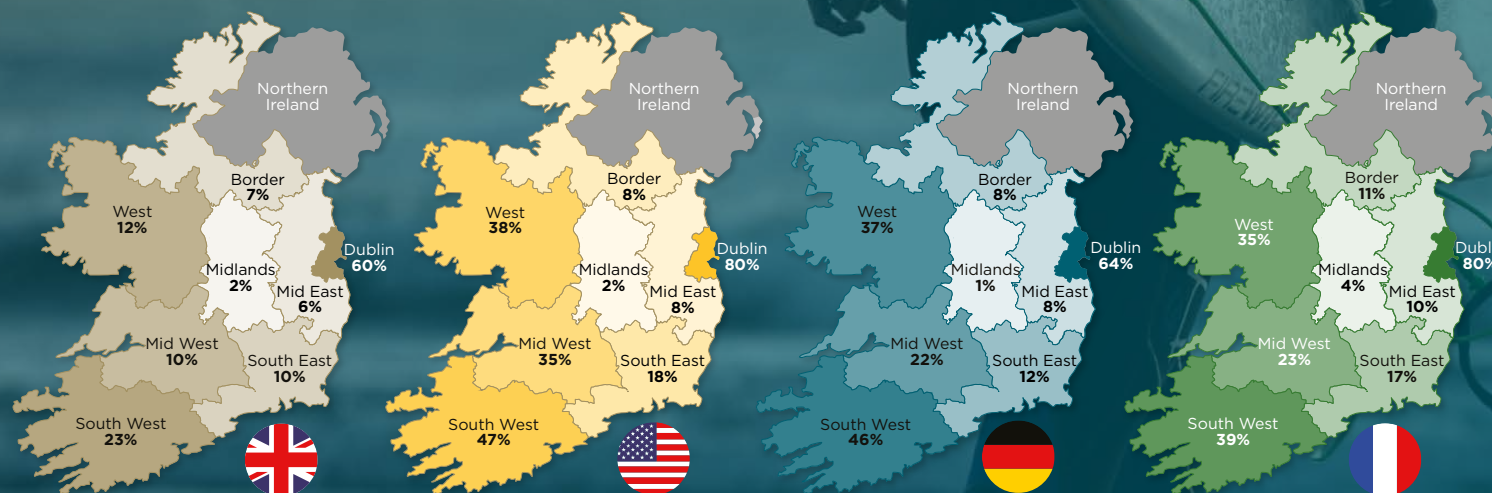 Northern
Ireland
Border
7%
West
12%
Dublin
60%
Midlands
2%
Mid East
6%
Mid West
10%
South East
10%
South West
23%
Northern
Ireland
Border
8%
West
38%
Dublin
80%
Midlands
2%
Mid East
8%
Mid West
35%
South East
18%
South West
47%
Northern
Ireland
Border
8%
West
37%
Dublin
64%
Midlands
1%
Mid East
8%
Mid West
22%
South East
12%
South West
46%
Northern
Ireland
Border
11%
West
35%
Dubl
80%
Midlands
4%
Mid East
10%
Mid West
23%
South East
17%
South West
39%